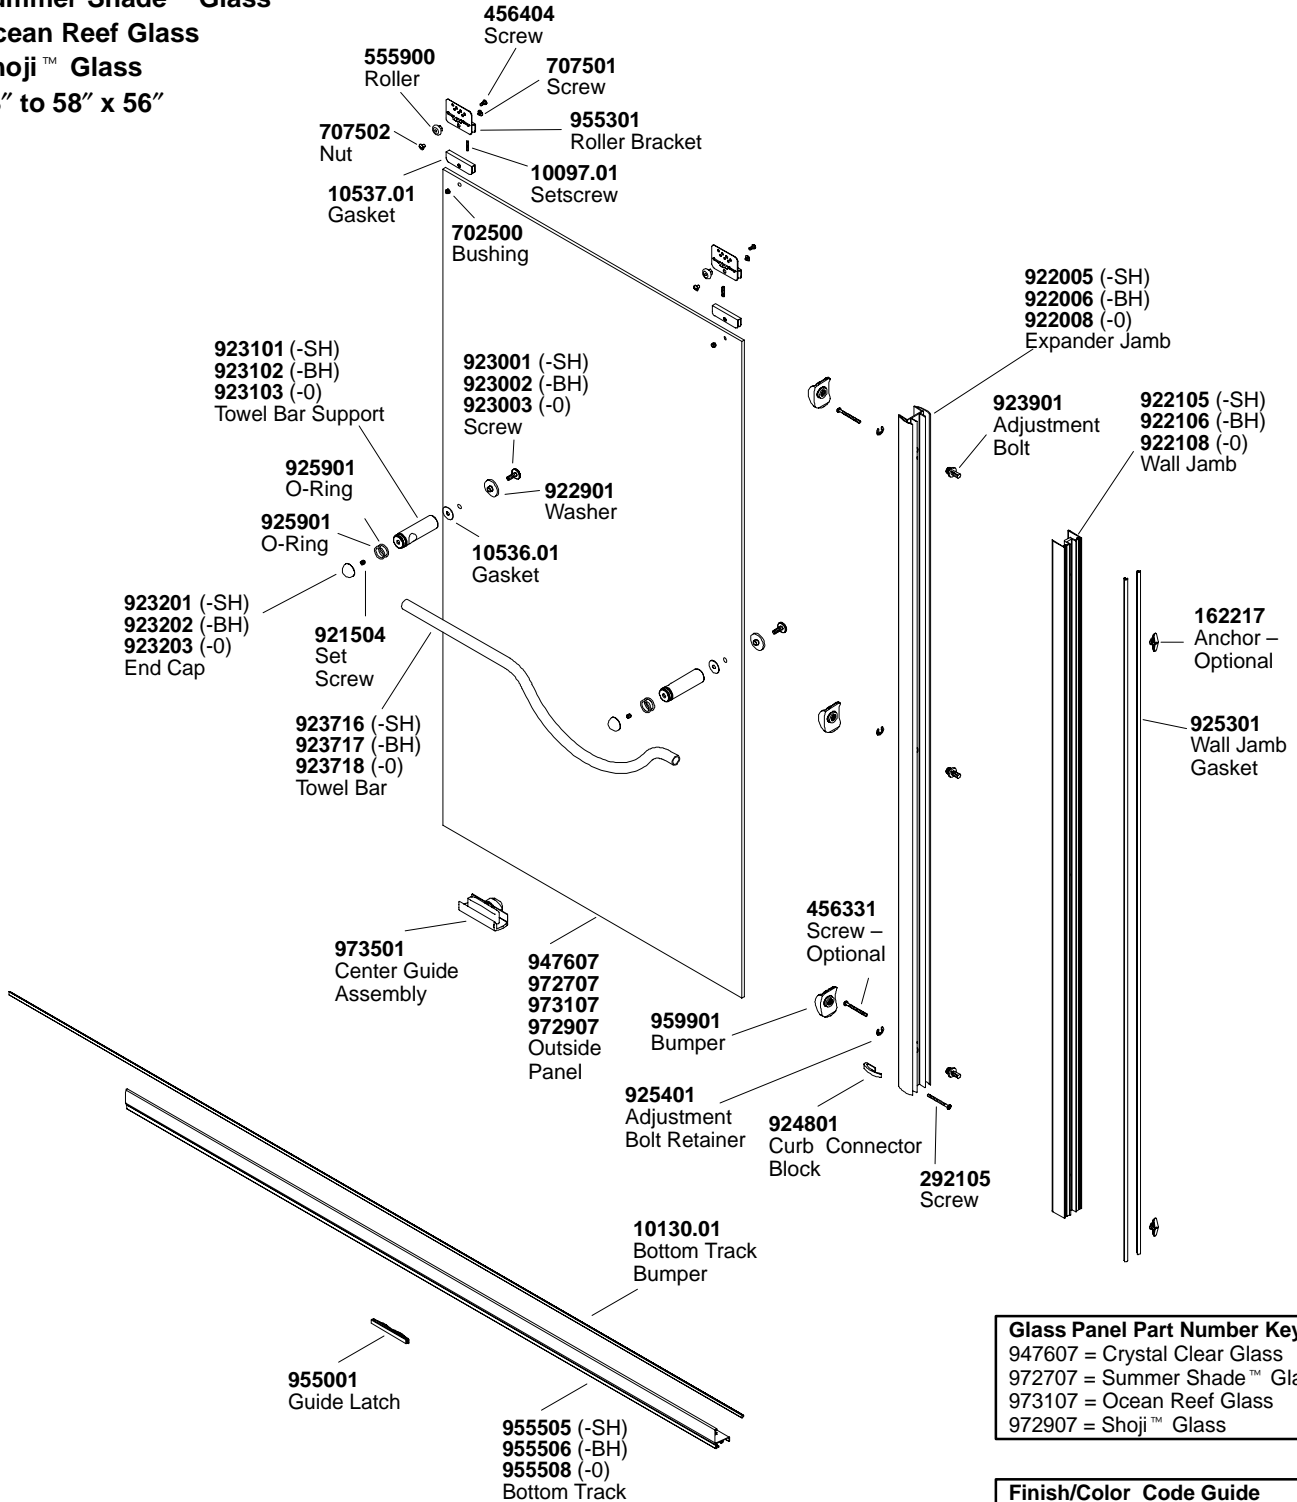 Shade™ Glass
Reef Glass
Glass
to 58″ x 56″
456404
Screw
555900
Roller
707501
Screw
955301
Roller Bracket
707502
Nut
10097.01
Setscrew
10537.01
Gasket
702500
Bushing
922005 (-SH)
922006 (-BH)
922008 (-0)
Expander Jamb
923101 (-SH)
923102 (-BH)
923103 (-0)
Towel Bar Support
923001 (-SH)
923002 (-BH)
923003 (-0)
Screw
923901
Adjustment
Bolt
922105 (-SH)
922106 (-BH)
922108 (-0)
Wall Jamb
925901
O-Ring
922901
Washer
925901
O-Ring
10536.01
Gasket
923201 (-SH)
923202 (-BH)
923203 (-0)
End Cap
921504
Set
Screw
162217
Anchor –
Optional
923716 (-SH)
923717 (-BH)
923718 (-0)
Towel Bar
925301
Wall Jamb
Gasket
973501
Center Guide
Assembly
947607
972707
973107
972907
Outside
Panel
456331
Screw –
Optional
959901
Bumper
925401
Adjustment
Bolt Retainer
924801
Curb Connector
Block
292105
Screw
10130.01
Bottom Track
Bumper
955001
Guide Latch
955505 (-SH)
955506 (-BH)
955508 (-0)
Bottom Track
Glass Panel Part Number Key
947607 = Crystal Clear Glass
972707 = Summer Shade™
973107 = Ocean Reef Glass
972907 = Shoji™ Glass
Finish/Color Code Guide